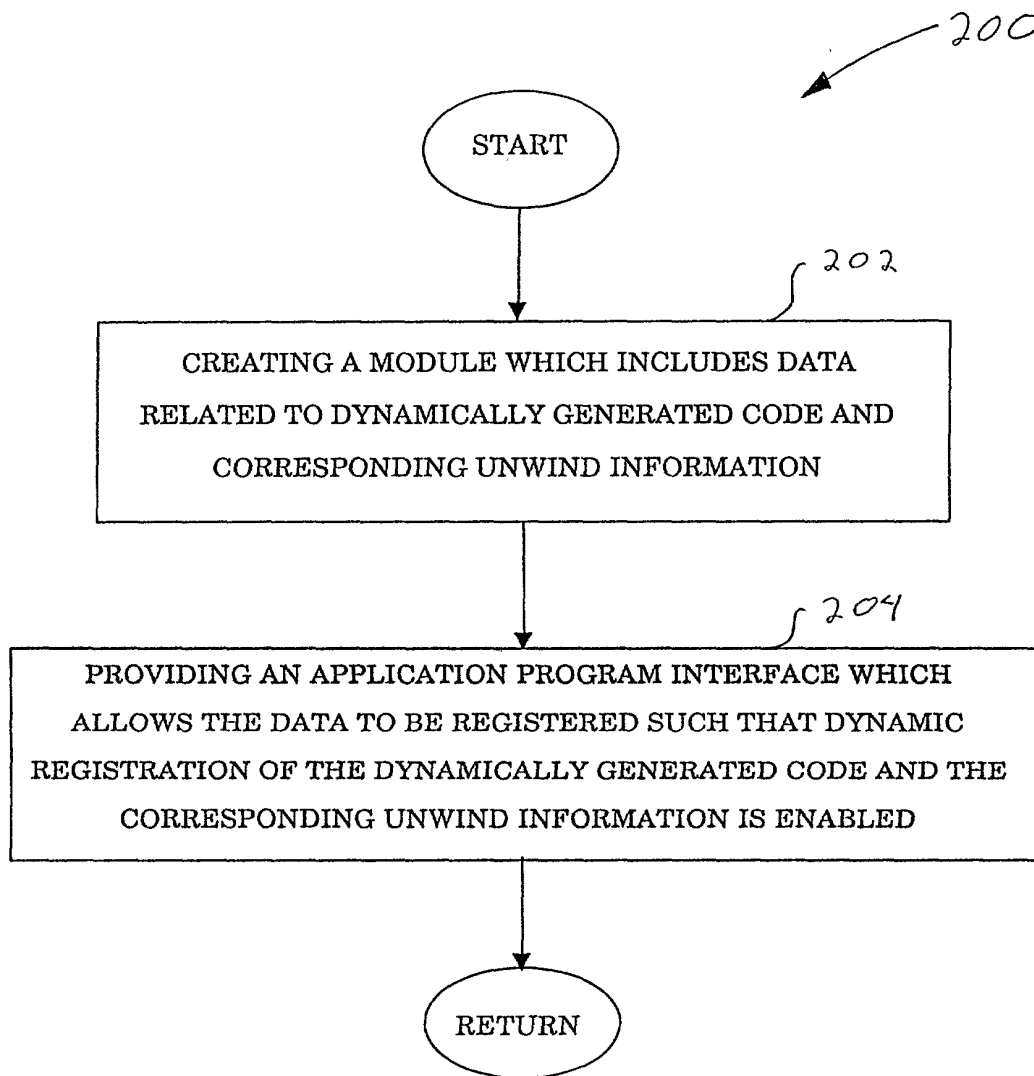 200
START
202
CREATING A MODULE WHICH INCLUDES DATA
RELATED TO DYNAMICALLY GENERATED CODE AND
CORRESPONDING UNWIND INFORMATION
204
PROVIDING AN APPLICATION PROGRAM INTERFACE WHICH
ALLOWS THE DATA TO BE REGISTERED SUCH THAT DYNAMIC
REGISTRATION OF THE DYNAMICALLY GENERATED CODE AND THE
CORRESPONDING UNWIND INFORMATION IS ENABLED
RETURN